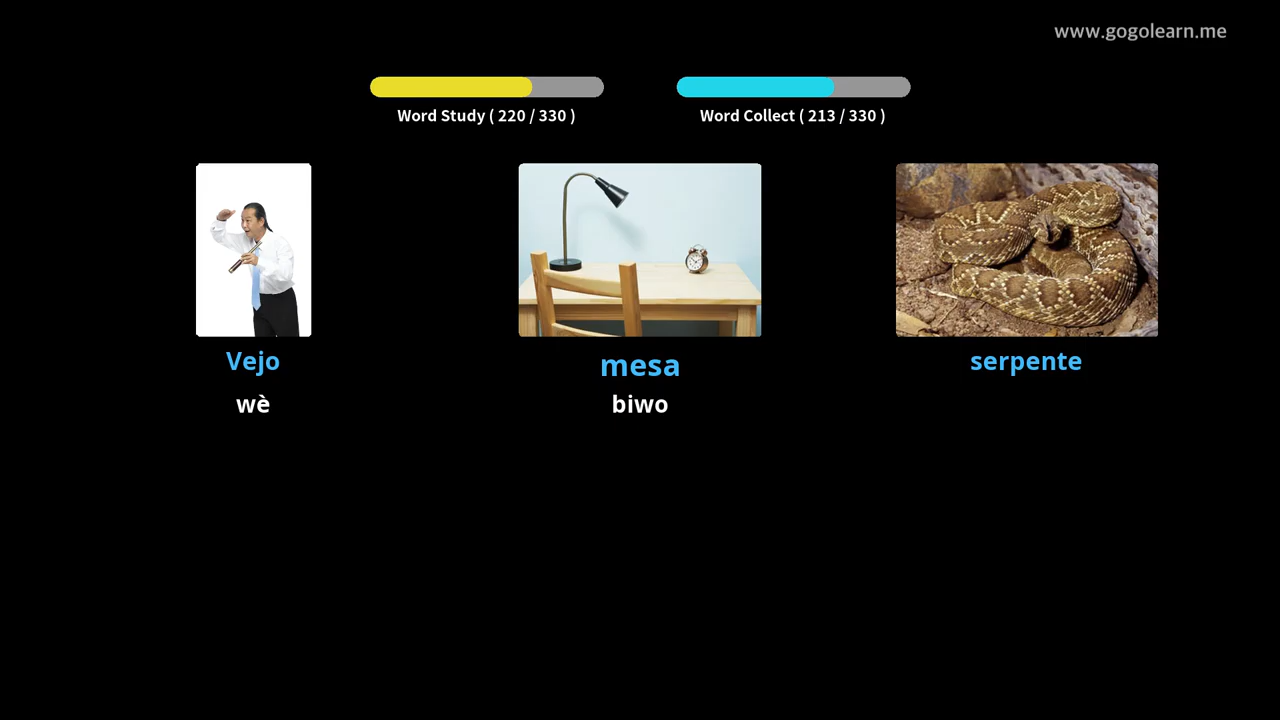 www.gogolearn.me
Word Study ( 220 / 330 )
Word Collect ( 213 / 330 )
Vejo
wè
mesa
biwo
serpente